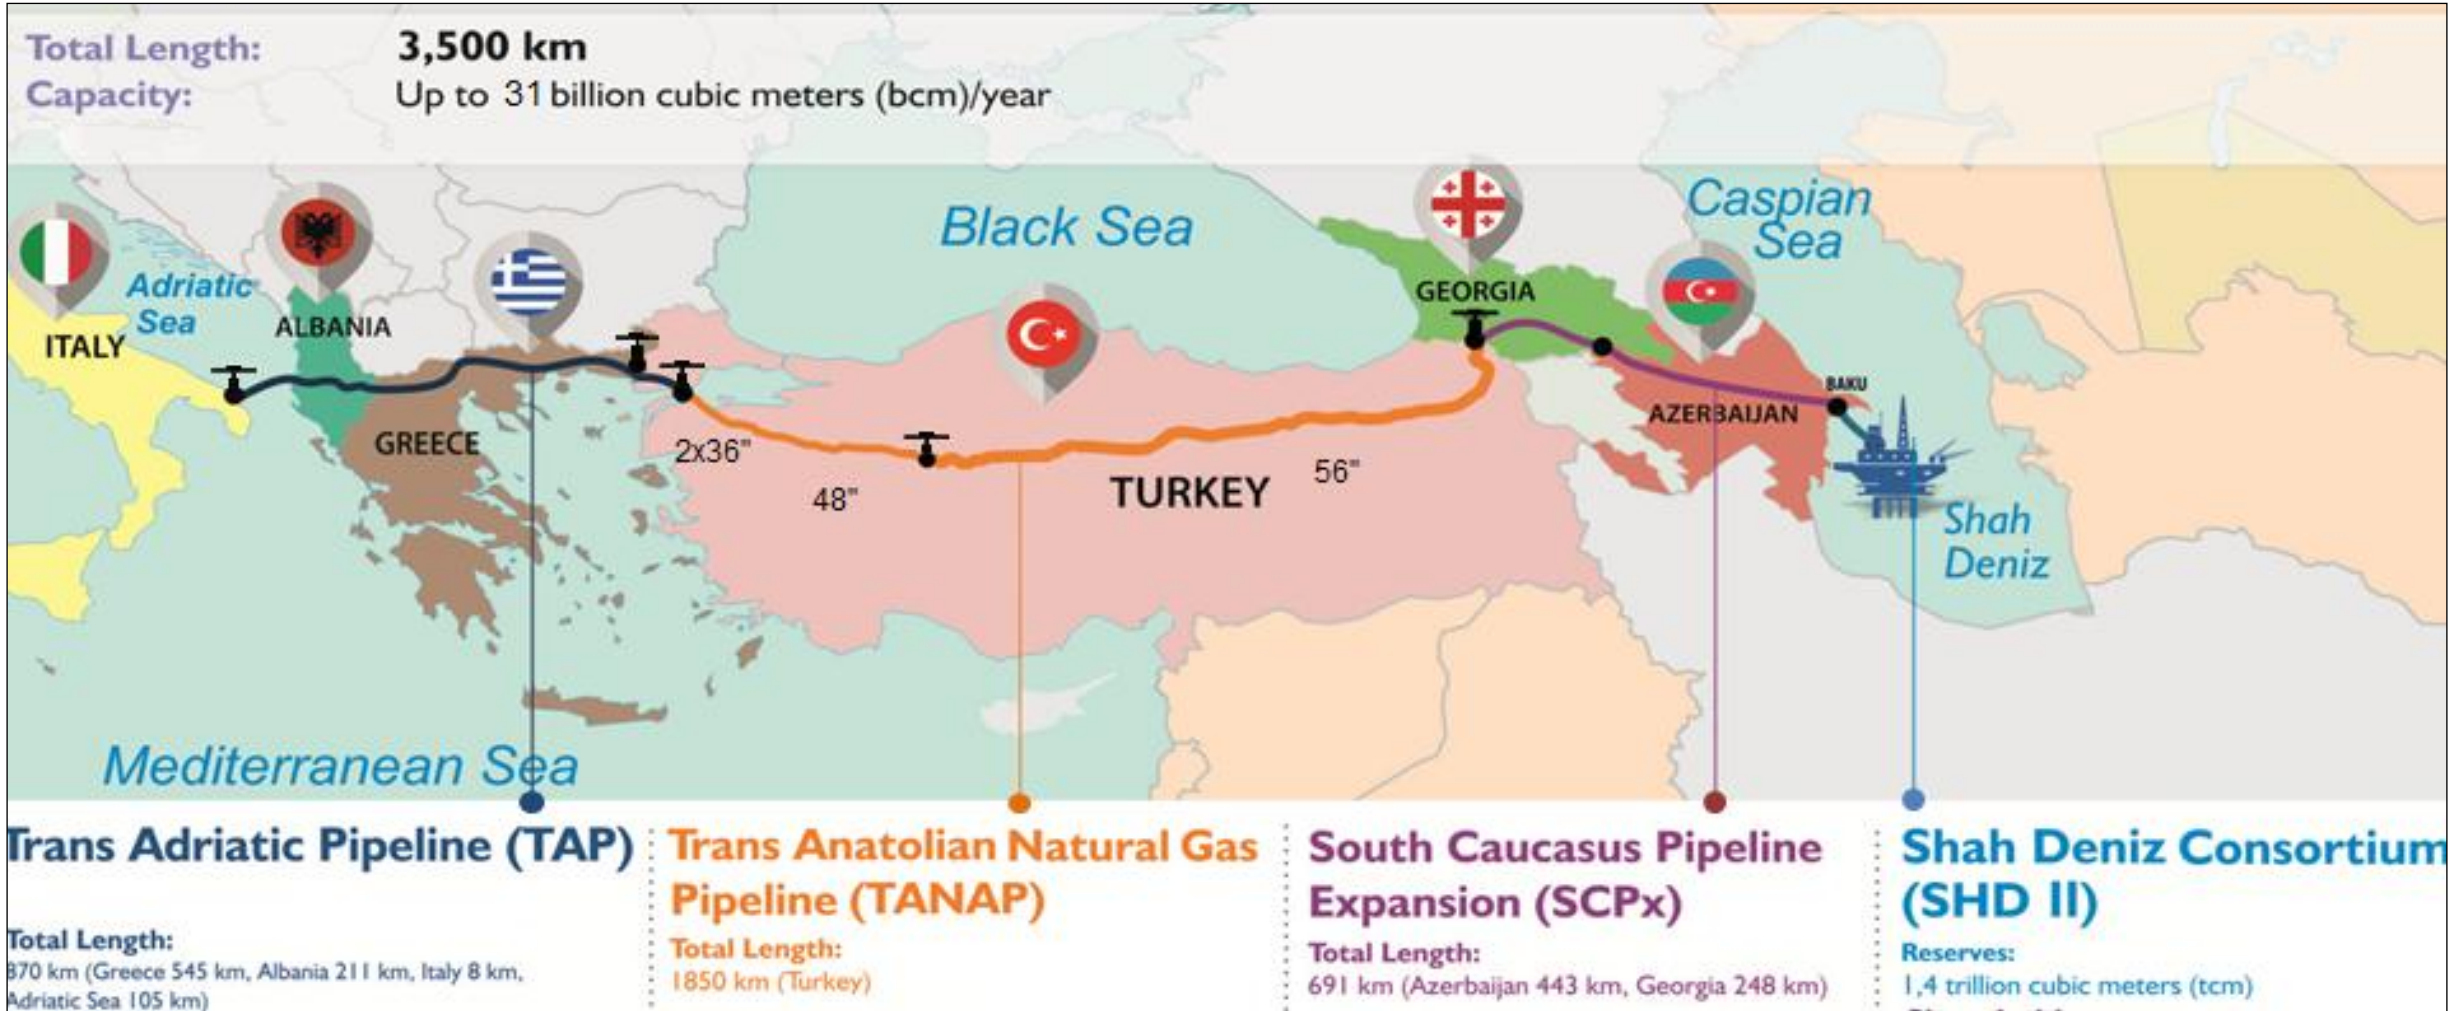 Total Length: 3,500 km
Capacity: Up to 31 billion cubic meters (bcm)/year
Caspian
Sea
Black Sea
Adriatic
Sea
ALBANIA
GEORGIA
ITALY
BAKU
GREECE
AZERBAIJAN
2x36"
48"
TURKEY
56"
Shah
Deniz
Mediterranean Sea
Trans Adriatic Pipeline (TAP)
Total Length:
870 km (Greece 545 km, Albania 211 km, Italy 8 km,
Adriatic Sea 105 km)
Trans Anatolian Natural Gas
Pipeline (TANAP)
Total Length:
1850 km (Turkey)
South Caucasus Pipeline
Expansion (SCPx)
Total Length:
691 km (Azerbaijan 443 km, Georgia 248 km)
Shah Deniz Consortium
(SHD II)
Reserves:
1,4 trillion cubic meters (tcm)